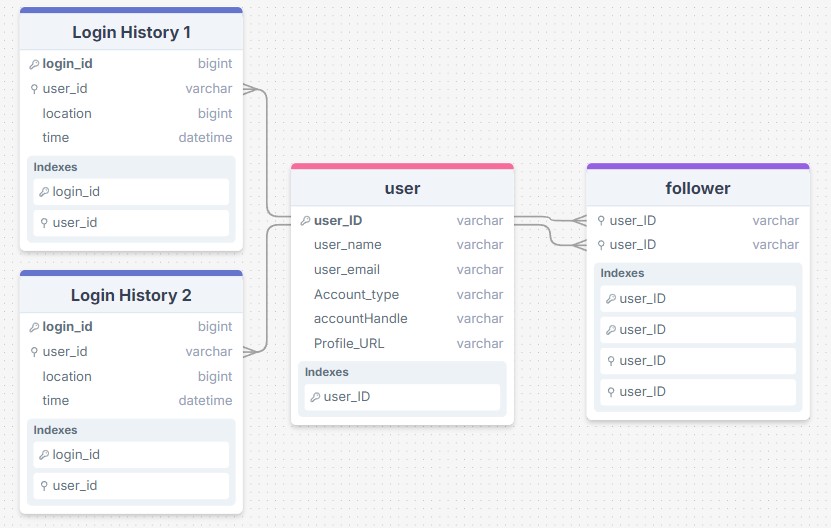 Login History 1
login_id bigint
user_id varchar
location bigint
time datetime
Indexes
login_id
user_id
Login History 2
login_id bigint
user_id varchar
location bigint
time datetime
Indexes
login_id
user_id
user
user_ID varchar
user_name varchar
user_email varchar
Account_type varchar
accountHandle varchar
Profile_URL varchar
Indexes
user_ID
follower
user_ID varchar
user_ID varchar
Indexes
user_ID
user_ID
user_ID
user_ID